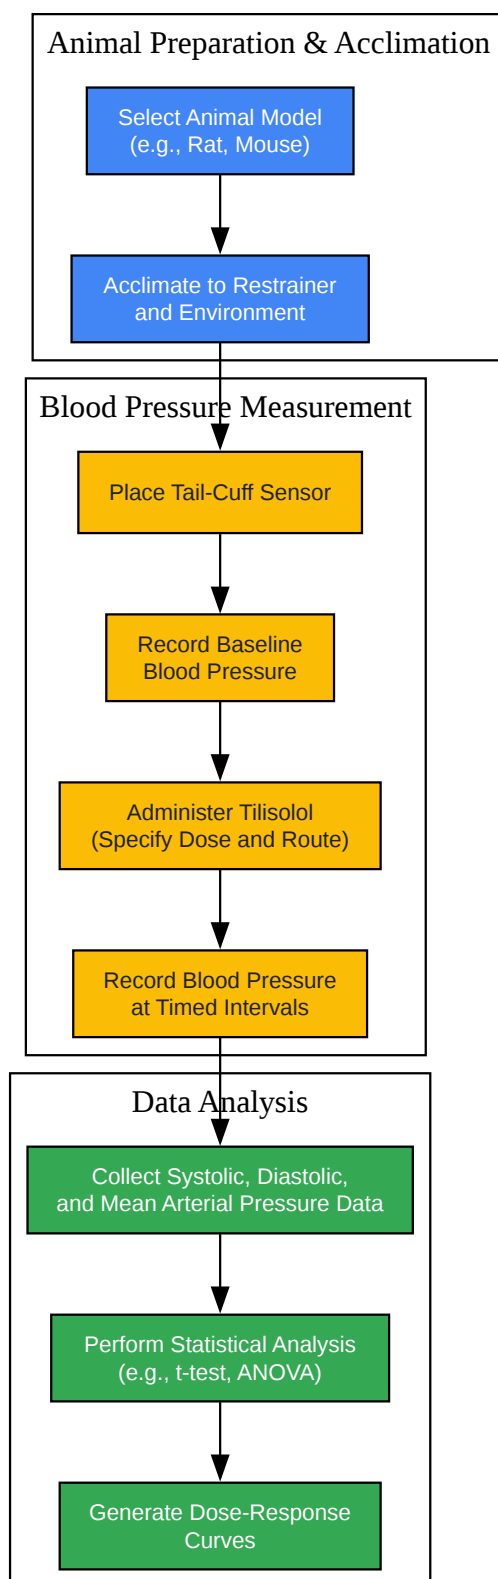 Animal Preparation & Acclimation
Select Animal Model
(e.g., Rat, Mouse)
Acclimate to Restrainer
and Environment
Blood Pressure Measurement
Place Tail-Cuff Sensor
Record Baseline
Blood Pressure
Administer Tilisolol
(Specify Dose and Route)
Record Blood Pressure
at Timed Intervals
Data Analysis
Collect Systolic, Diastolic,
and Mean Arterial Pressure Data
Perform Statistical Analysis
(e.g., t-test, ANOVA)
Generate Dose-Response
Curves